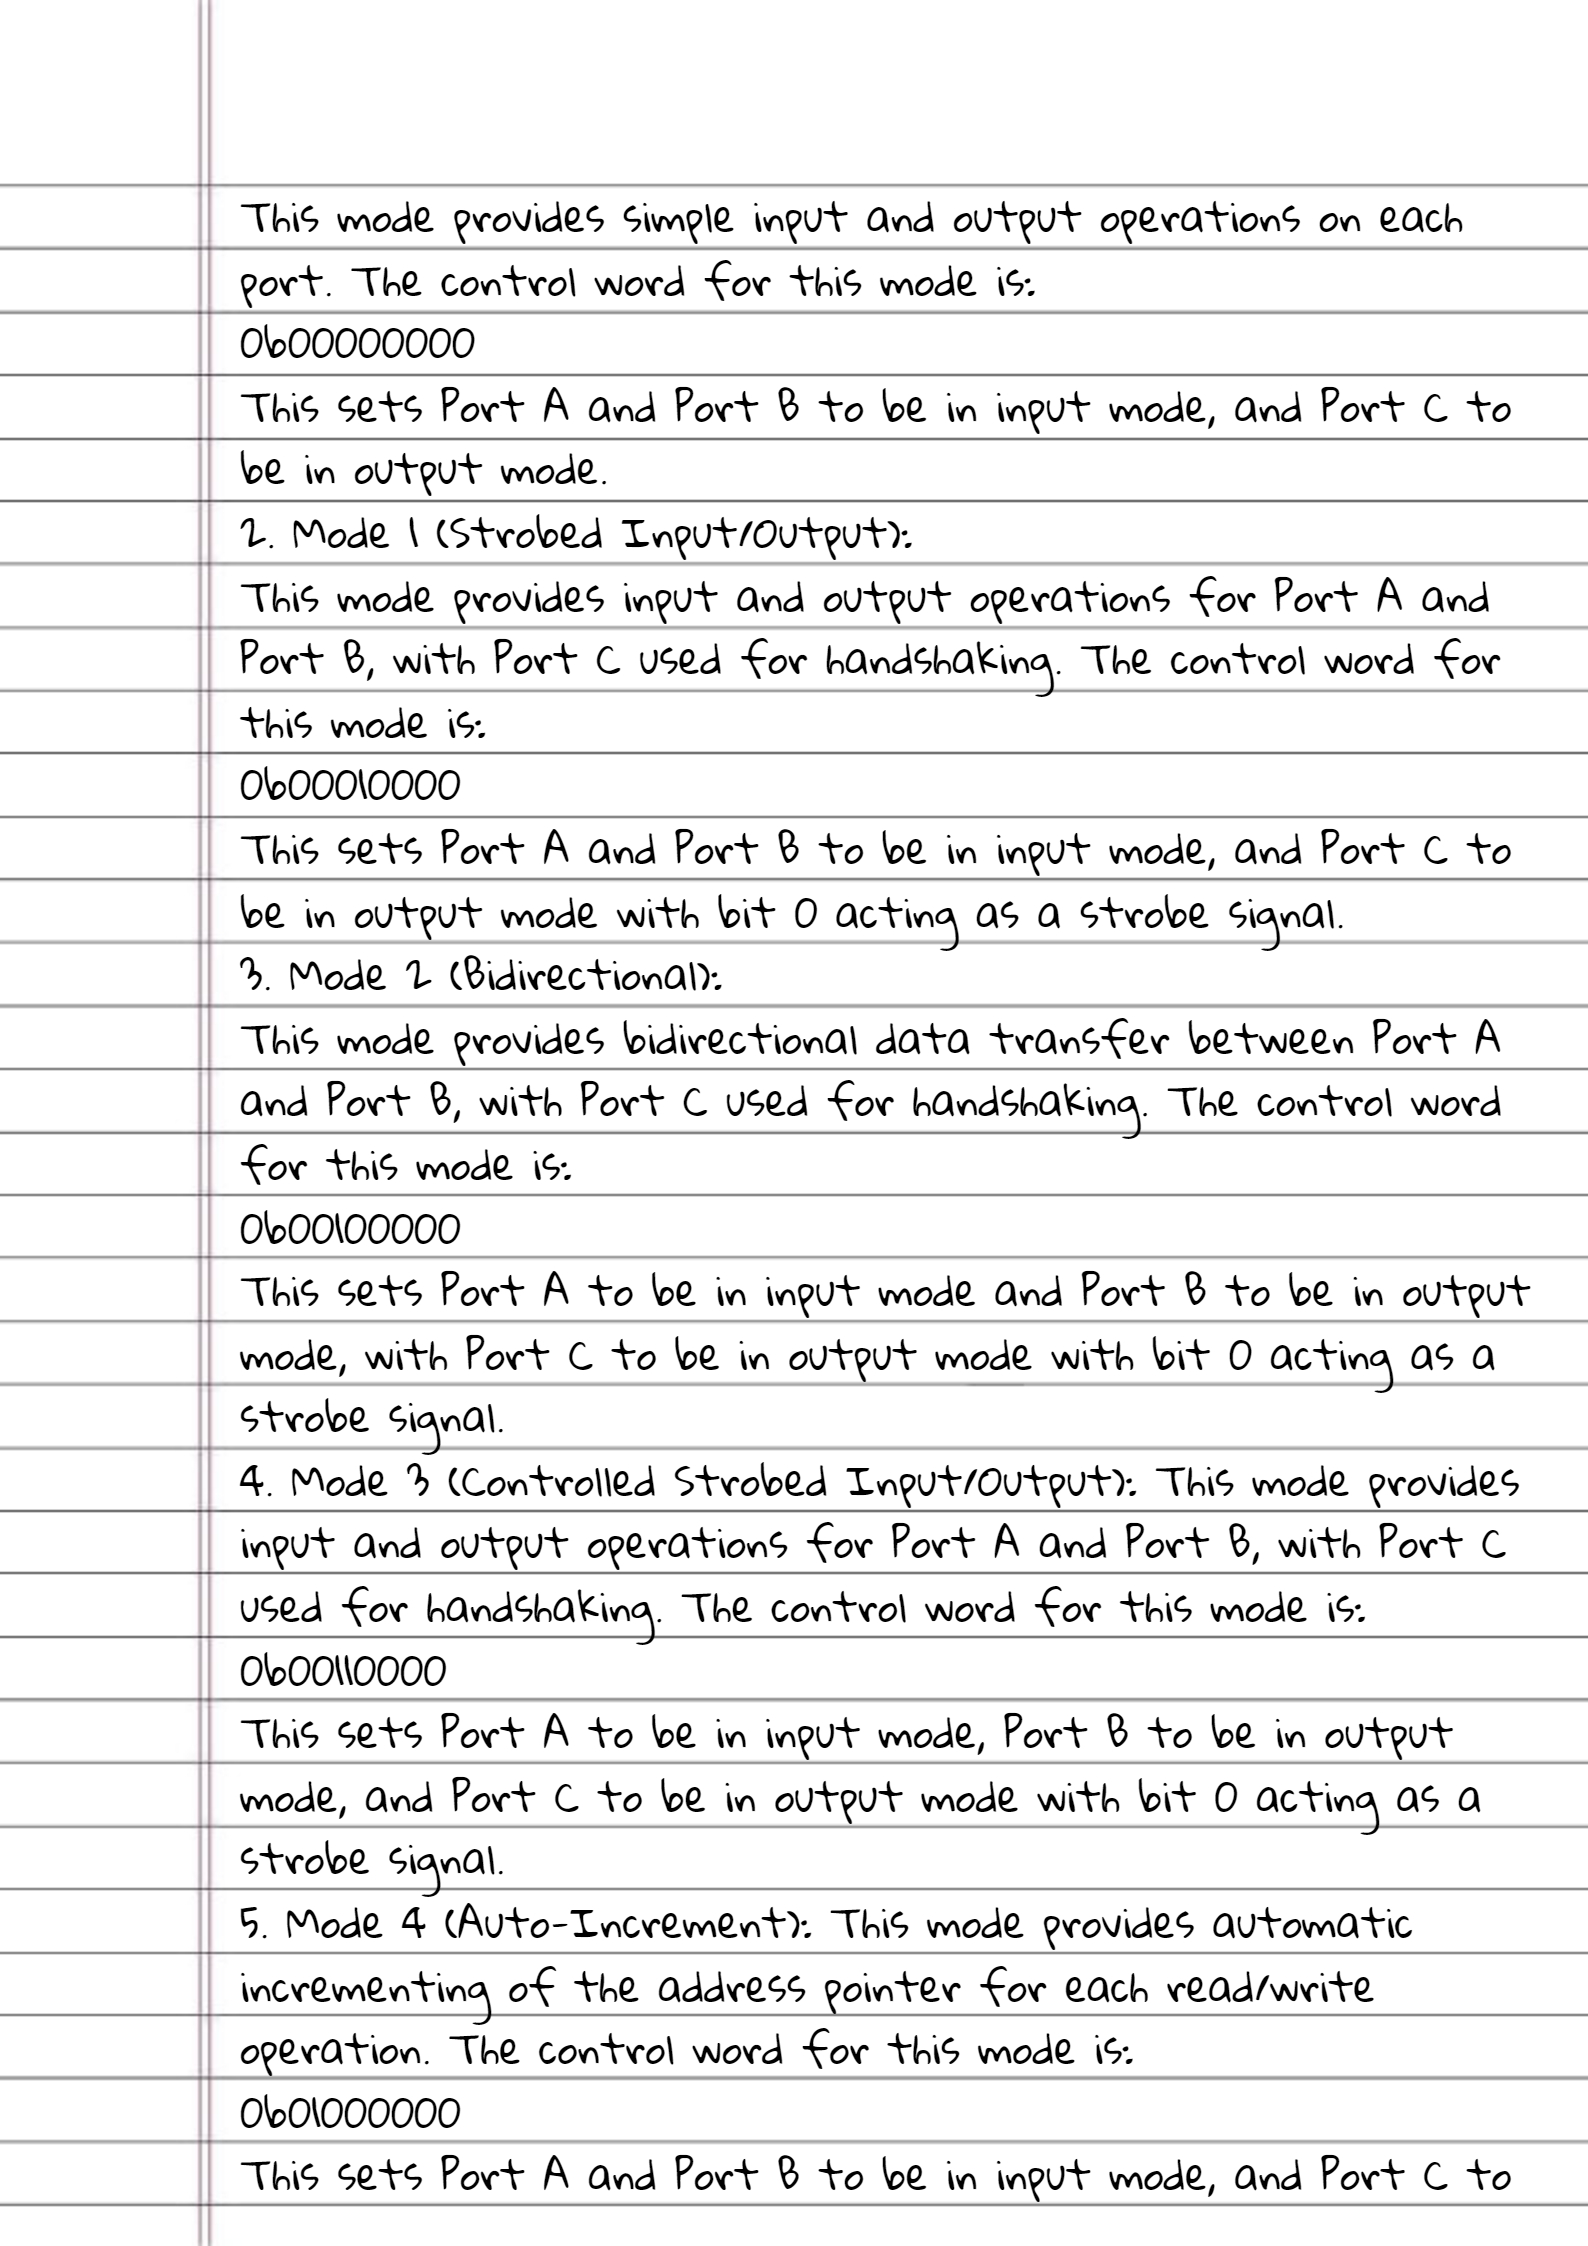 This mode provides simple input and output operations on each
port. The control word for this mode is:
0b00000000
This sets Port A and Port B to be in input mode, and Port C to
be in output mode.
2. Mode 1 (Strobed Input/Output):
This mode provides input and output operations for Port A and
Port B, with Port C used for handshaking. The control word for
this mode is:
0b00010000
This sets Port A and Port B to be in input mode, and Port C to
be in output mode with bit 0 acting as a strobe signal.
3. Mode 2 (Bidirectional):
This mode provides bidirectional data transfer between Port A
and Port B, with Port C used for handshaking. The control word
for this mode is:
0b00100000
This sets Port A to be in input mode and Port B to be in output
mode, with Port C to be in output mode with bit 0 acting as a
strobe signal.
4. Mode 3 (Controlled Strobed Input/Output): This mode provides
input and output operations for Port A and Port B, with Port C
used for handshaking. The control word for this mode is:
0b00110000
This sets Port A to be in input mode, Port B to be in output
mode, and Port C to be in output mode with bit 0 acting as a
strobe signal.
5. Mode 4 (Auto-Increment): This mode provides automatic
incrementing of the address pointer for each read/write
operation. The control word for this mode is:
0b01000000
This sets Port A and Port B to be in input mode, and Port C to